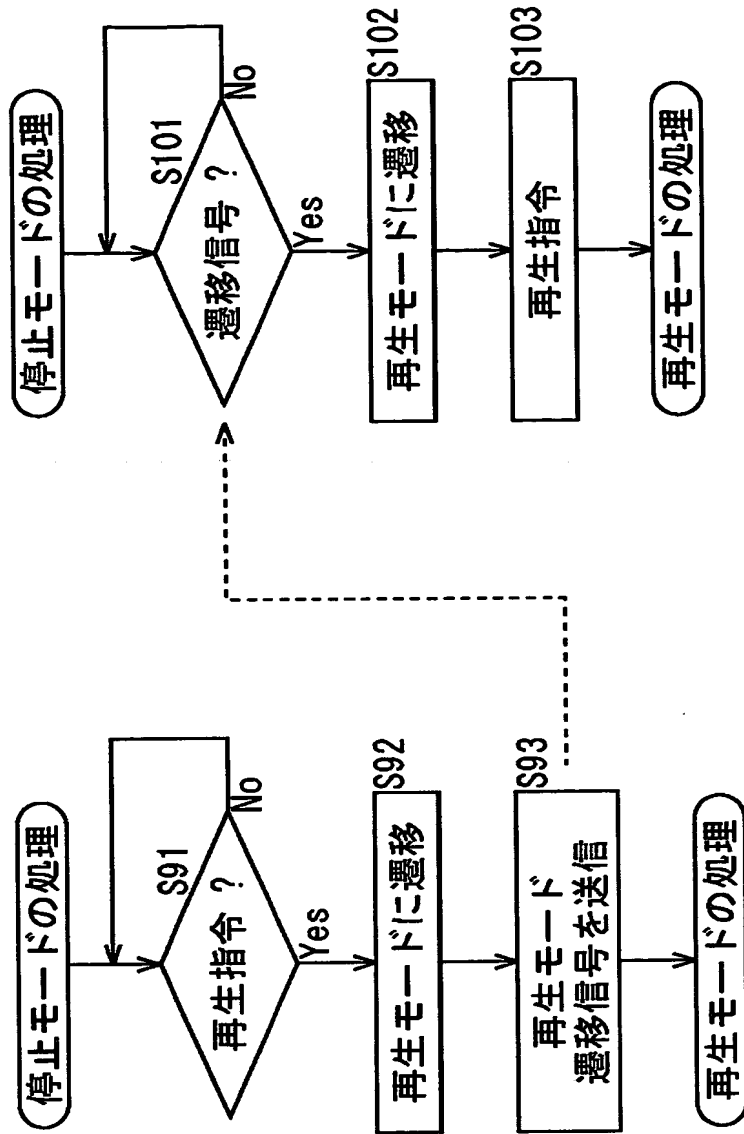 停止モードの処理
S91
再生指令 ?
No
Yes
S92
再生モードに遷移
S93
再生モード
遷移信号を送信
再生モードの処理
停止モードの処理
S101
遷移信号 ?
No
Yes
S102
再生モードに遷移
S103
再生指令
再生モードの処理